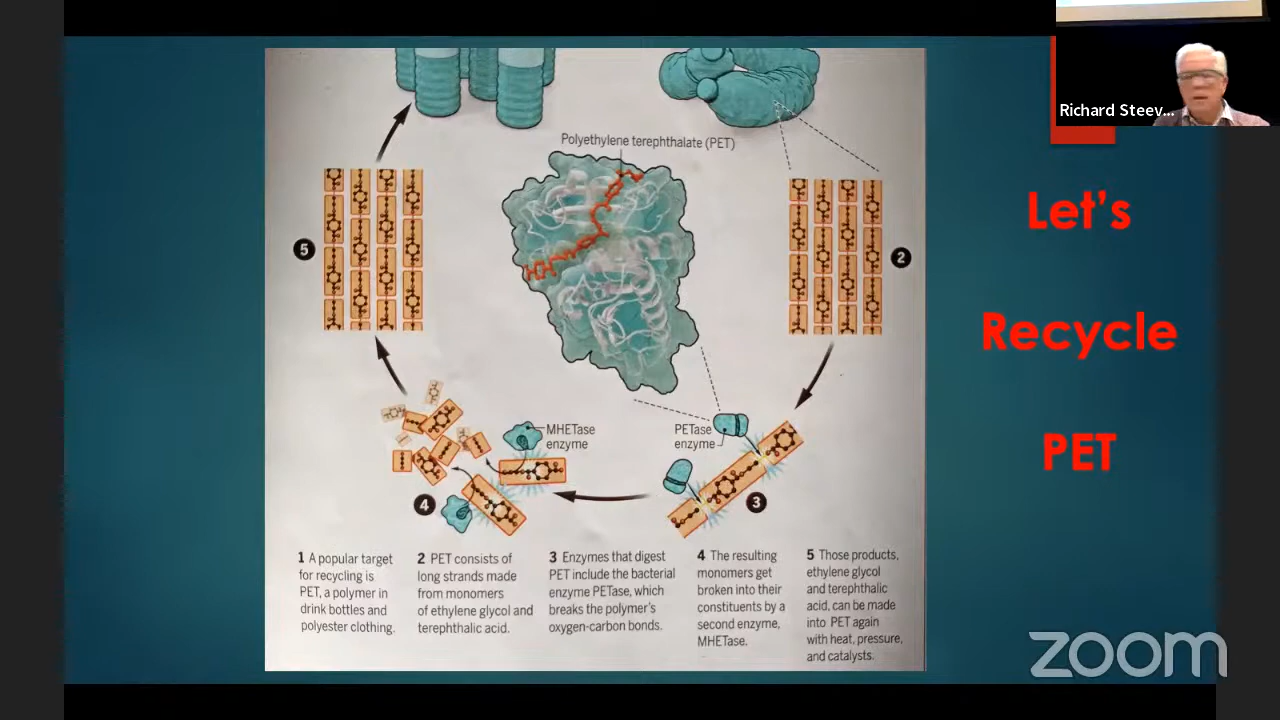 Richard Steev...
Polyethylene terephthalate (PET)
Let's
Recycle
PET
5
2
MHETase
enzyme
PETase
enzyme
4
3
1 A popular target
for recycling is
PET, a polymer in
drink bottles and
polyester clothing.
2 PET consists of
long strands made
from monomers
of ethylene glycol and
terephthalic acid.
3 Enzymes that digest
PET include the bacterial
enzyme PETase, which
breaks the polymer's
oxygen-carbon bonds.
4 The resulting
monomers get
broken into their
constituents by a
second enzyme,
MHETase.
5 Those products,
ethylene glycol
and terephthalic
acid, can be made
into PET again
with heat, pressure,
and catalysts.
zoom